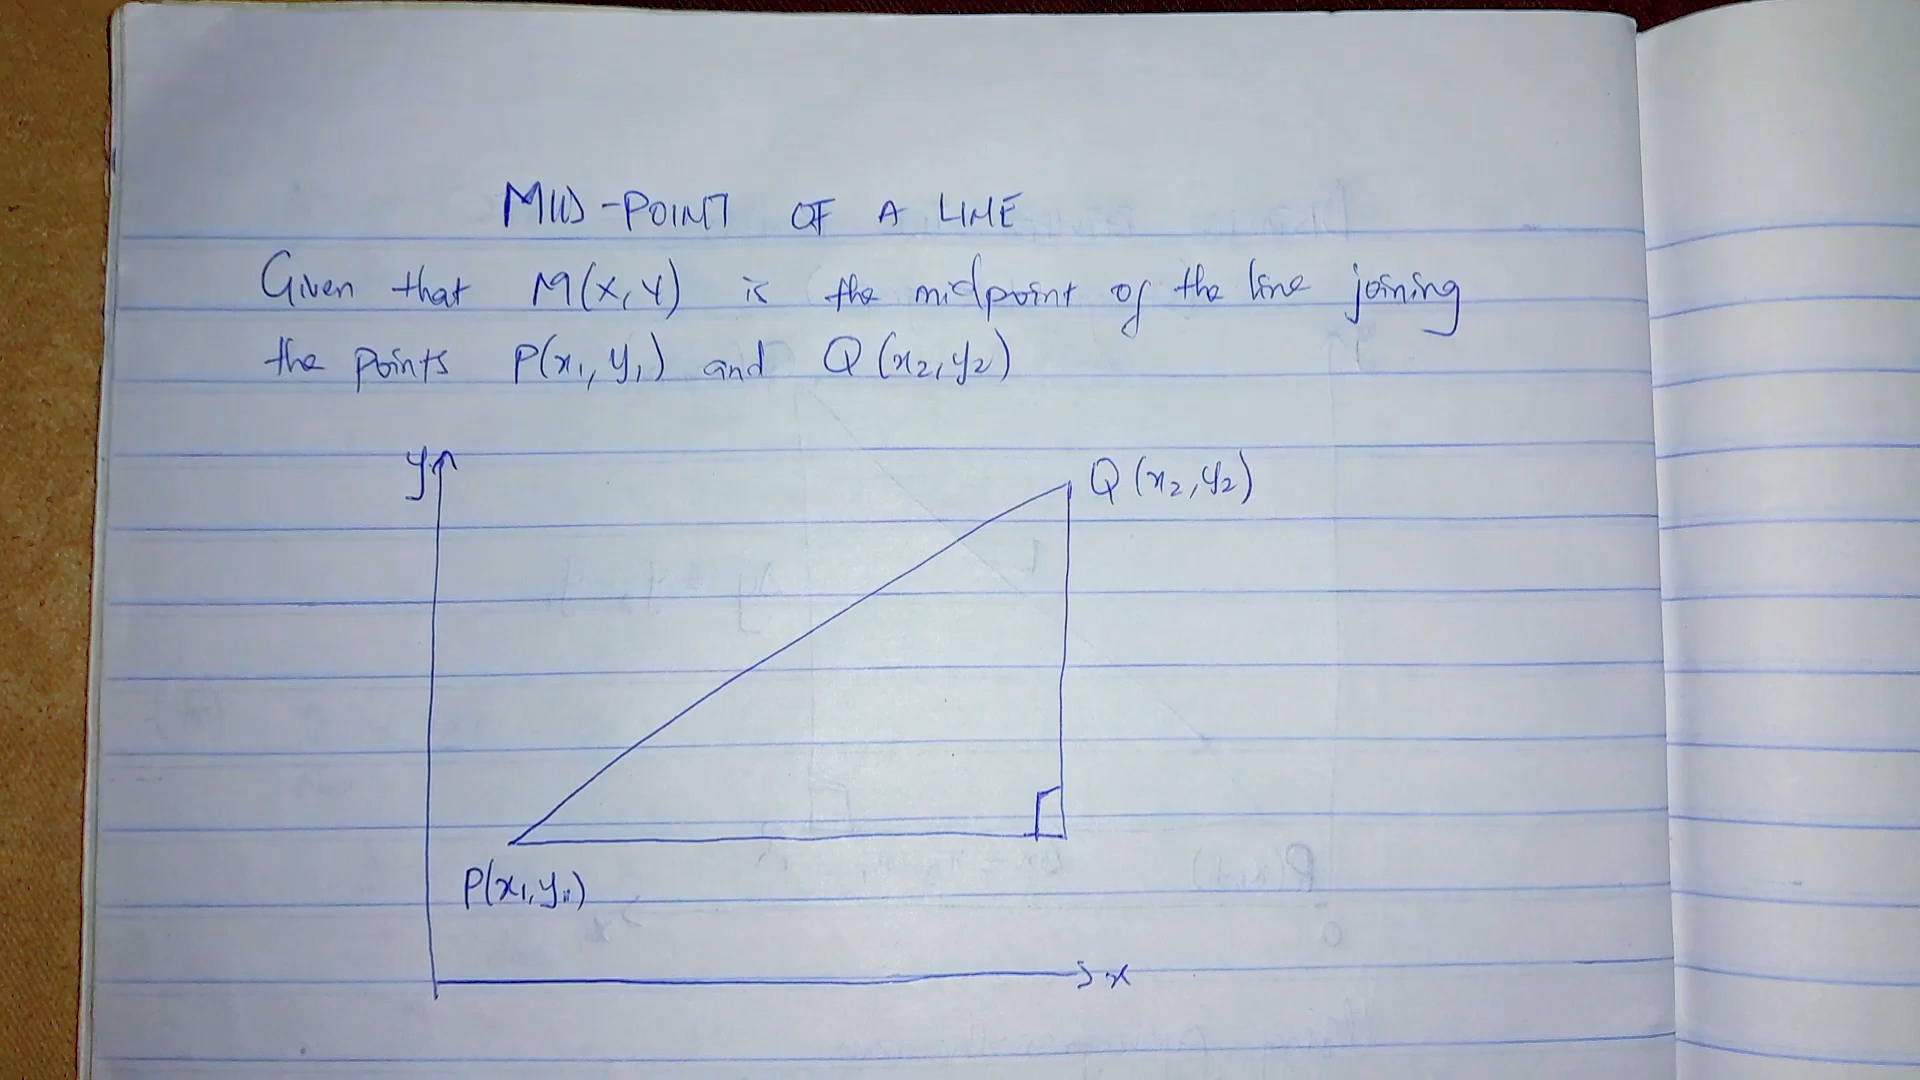 MID-POINT OF A LINE
Given that M(X,Y) is the midpoint of the line joining
the points P(x₁, y₁) and Q (x₂, y₂)
y
Q (x₂, y₂)
P(x₁, y₁)
x